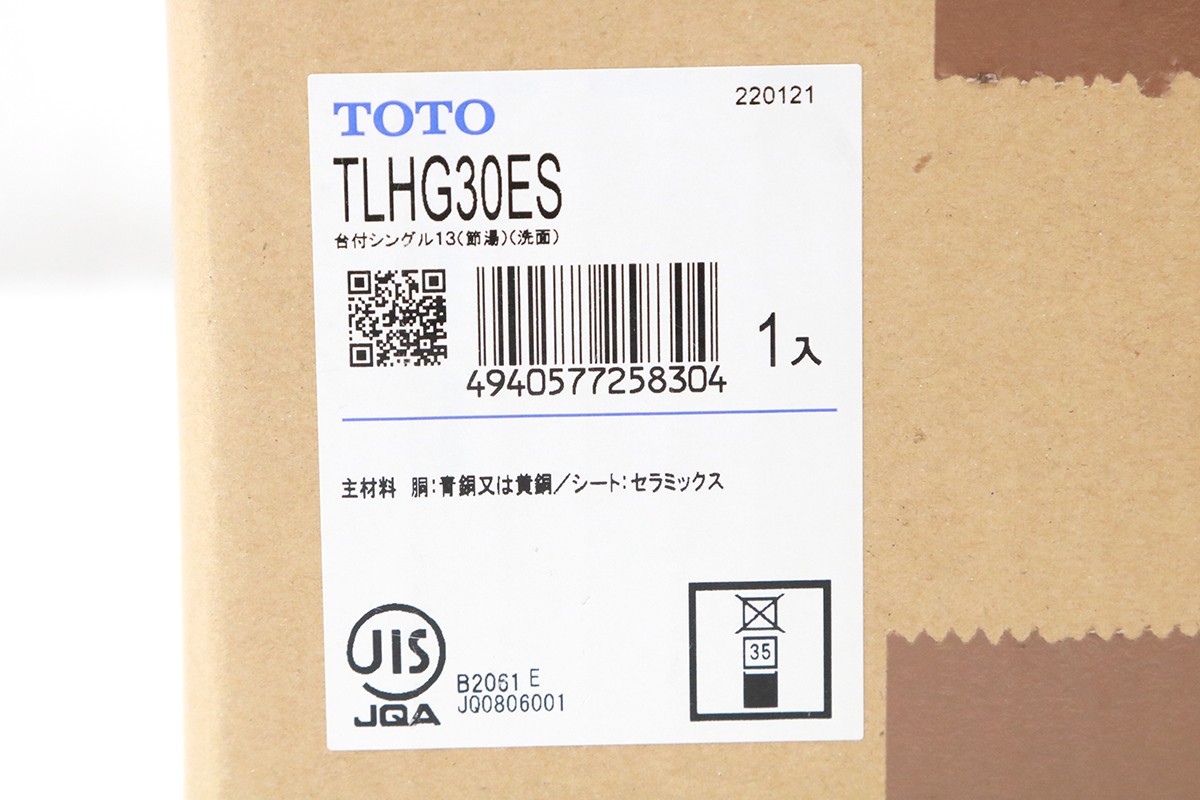 TOTO
220121
TLHG30ES
台付シングル13(節湯)(洗面)
4940577258304
1入
主材料 胴:青銅又は黄銅/シート:セラミックス
JIS
JQA
B2061 E
JQ0806001
35